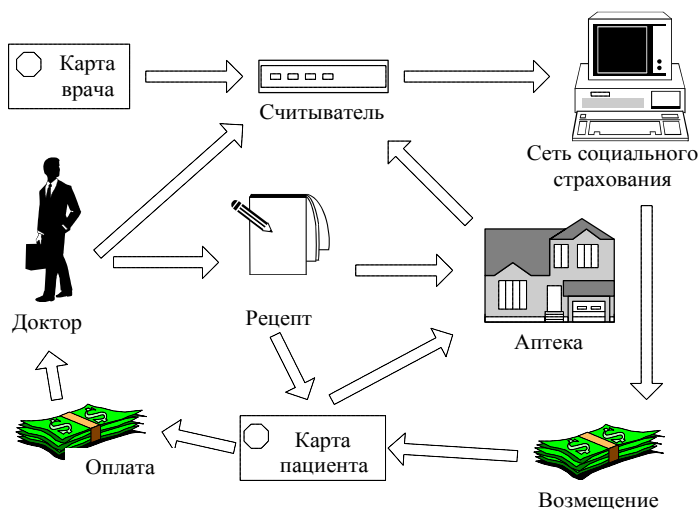 Карта
врача
Считыватель
Сеть социального
страхования
Доктор
Рецепт
Аптека
Оплата
Карта
пациента
Возмещение